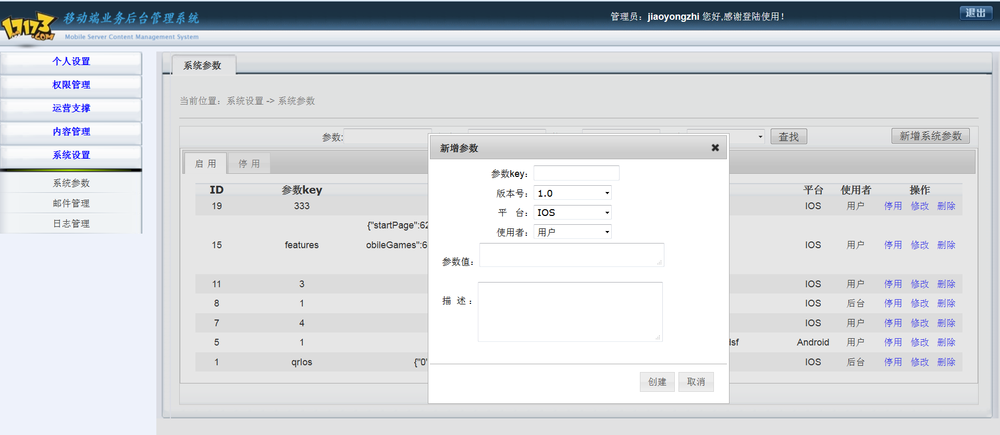 17173.COM 移动端业务后台管理系统
Mobile Server Content Management System
管理员：jiaoyongzhi 您好,感谢登陆使用！
退出
个人设置
权限管理
运营支撑
内容管理
系统设置
系统参数
邮件管理
日志管理
系统参数
当前位置：系统设置 -> 系统参数
参数:
查找
新增系统参数
启 用
停 用
ID 参数key 平台 使用者 操作
19 333 IOS 用户 停用 修改 删除
{"startPage":62
15 features obileGames":6 IOS 用户 停用 修改 删除
11 3 IOS 用户 停用 修改 删除
8 1 IOS 后台 停用 修改 删除
7 4 IOS 用户 停用 修改 删除
5 1 dsf Android 用户 停用 修改 删除
1 qrIos {"0" IOS 后台 停用 修改 删除
新增参数
参数key：
版本号： 1.0
平 台： IOS
使用者： 用户
参数值：
描 述：
创建
取消